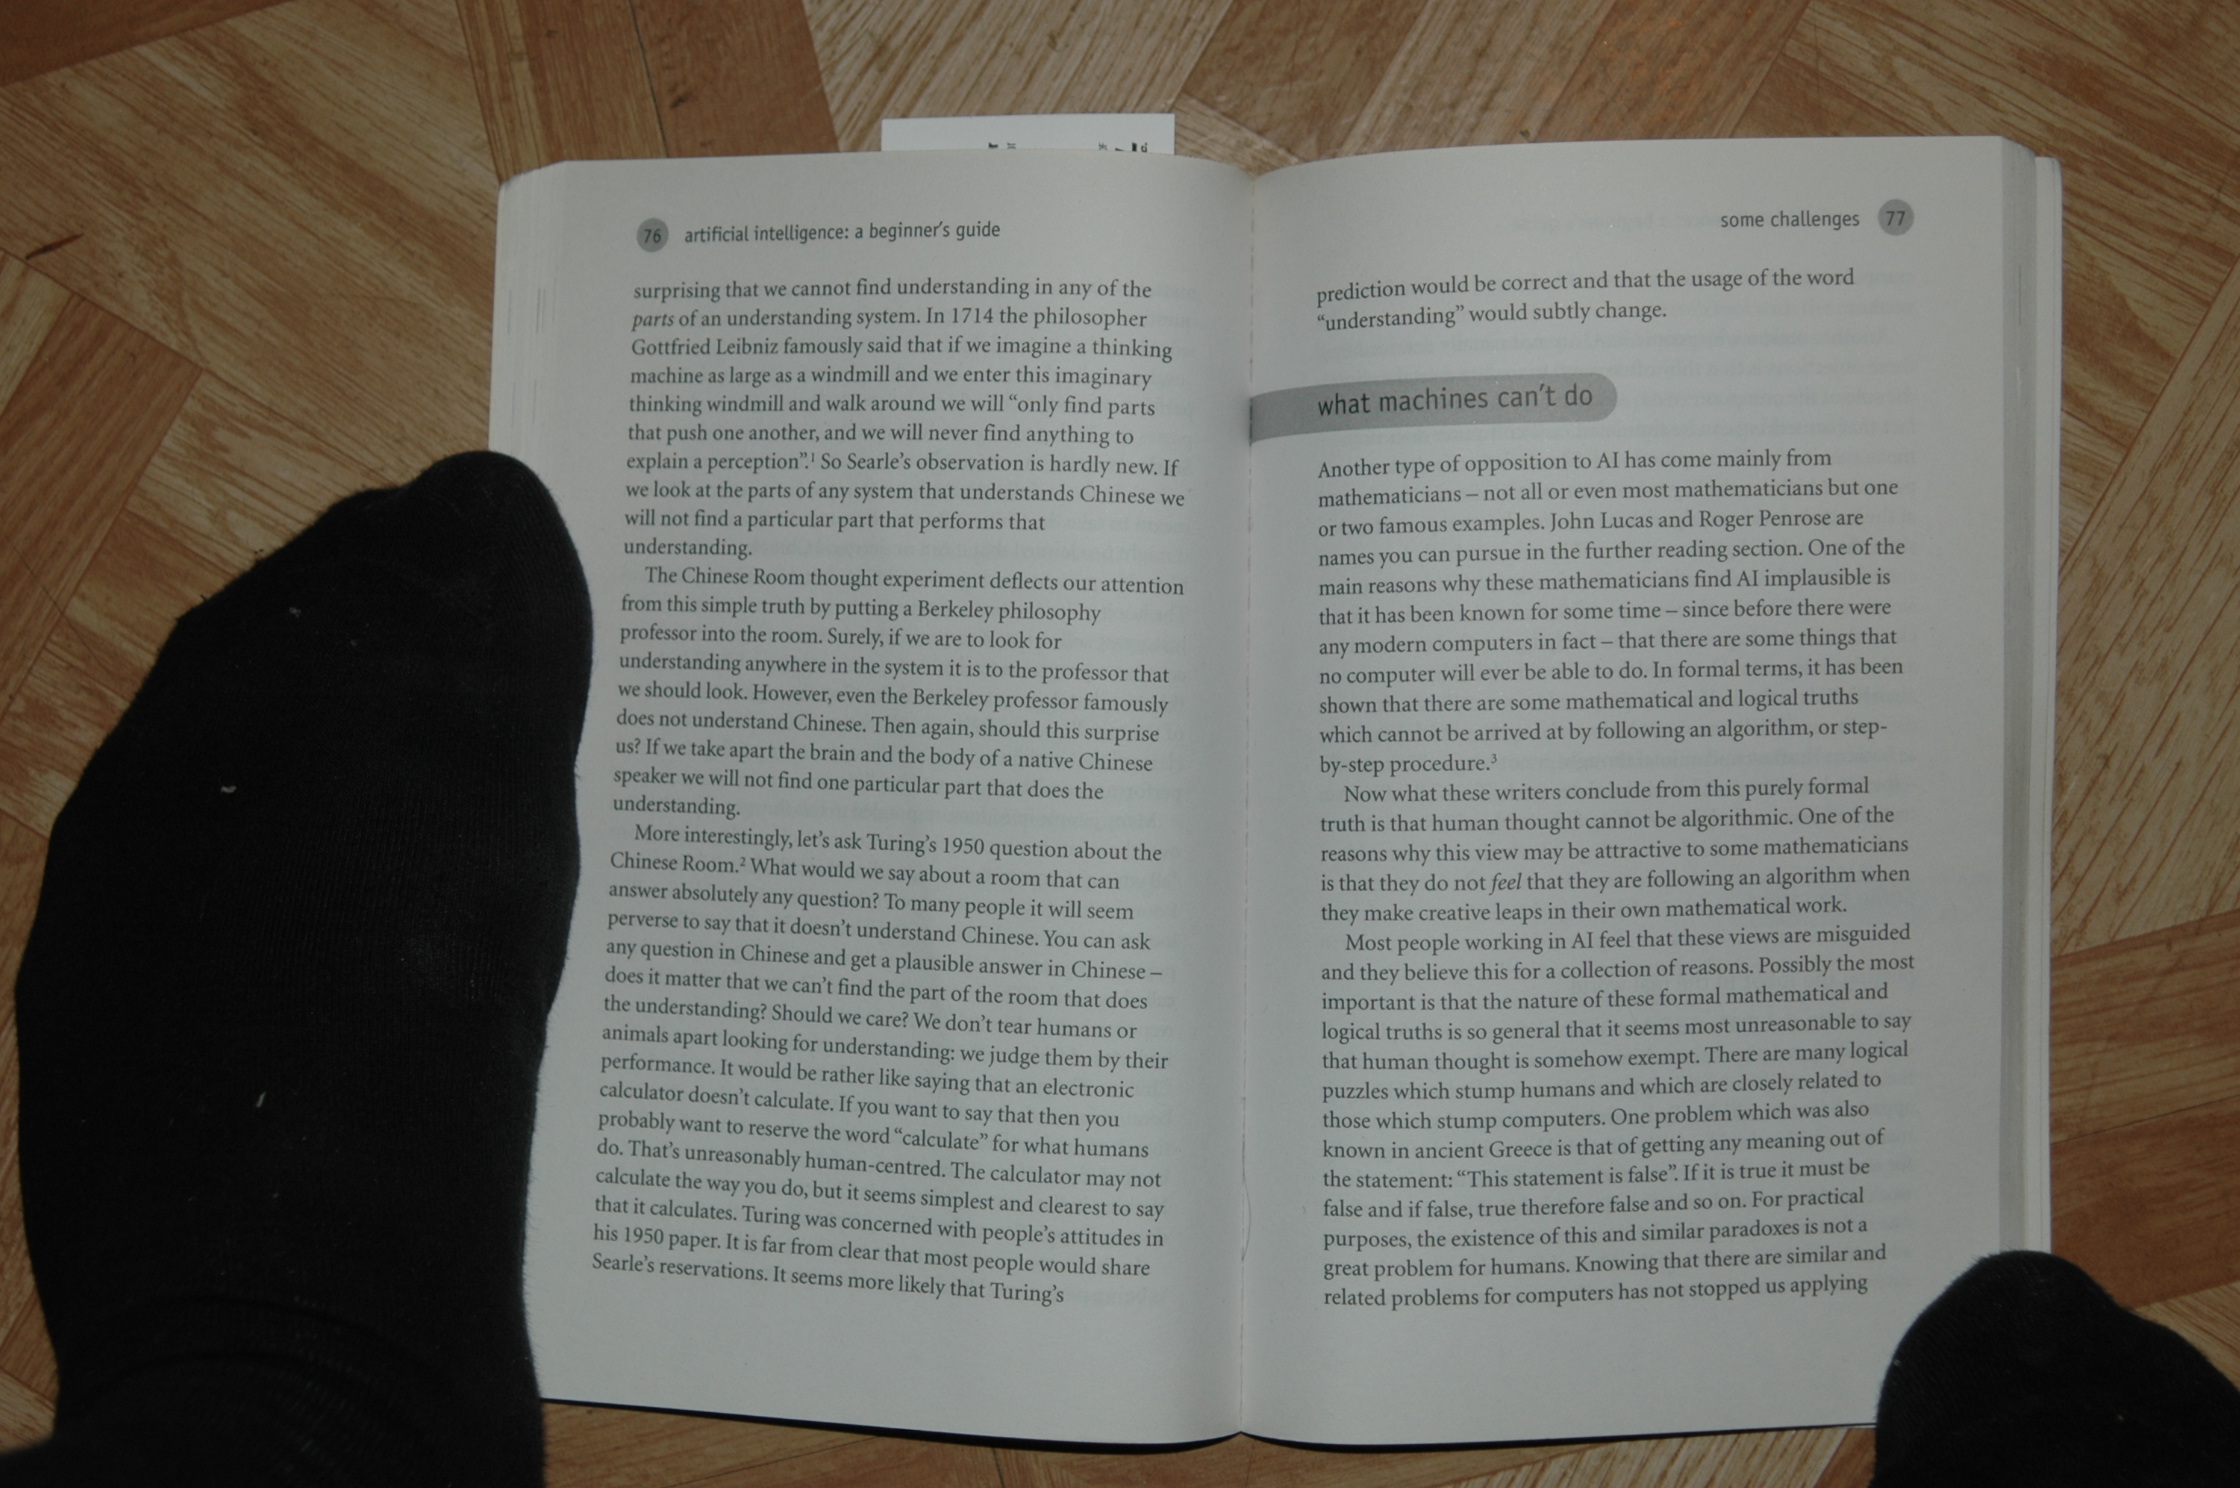 76 artificial intelligence: a beginner's guide
surprising that we cannot find understanding in any of the
parts of an understanding system. In 1714 the philosopher
Gottfried Leibniz famously said that if we imagine a thinking
machine as large as a windmill and we enter this imaginary
thinking windmill and walk around we will “only find parts
that push one another, and we will never find anything to
explain a perception”.¹ So Searle’s observation is hardly new. If
we look at the parts of any system that understands Chinese we
will not find a particular part that performs that
understanding.
The Chinese Room thought experiment deflects our attention
from this simple truth by putting a Berkeley philosophy
professor into the room. Surely, if we are to look for
understanding anywhere in the system it is to the professor that
we should look. However, even the Berkeley professor famously
does not understand Chinese. Then again, should this surprise
us? If we take apart the brain and the body of a native Chinese
speaker we will not find one particular part that does the
understanding.
More interestingly, let’s ask Turing’s 1950 question about the
Chinese Room.² What would we say about a room that can
answer absolutely any question? To many people it will seem
perverse to say that it doesn’t understand Chinese. You can ask
any question in Chinese and get a plausible answer in Chinese –
does it matter that we can’t find the part of the room that does
the understanding? Should we care? We don’t tear humans or
animals apart looking for understanding: we judge them by their
performance. It would be rather like saying that an electronic
calculator doesn’t calculate. If you want to say that then you
probably want to reserve the word “calculate” for what humans
do. That’s unreasonably human-centred. The calculator may not
calculate the way you do, but it seems simplest and clearest to say
that it calculates. Turing was concerned with people’s attitudes in
his 1950 paper. It is far from clear that most people would share
Searle’s reservations. It seems more likely that Turing’s
some challenges 77
prediction would be correct and that the usage of the word
“understanding” would subtly change.
what machines can’t do
Another type of opposition to AI has come mainly from
mathematicians – not all or even most mathematicians but one
or two famous examples. John Lucas and Roger Penrose are
names you can pursue in the further reading section. One of the
main reasons why these mathematicians find AI implausible is
that it has been known for some time – since before there were
any modern computers in fact – that there are some things that
no computer will ever be able to do. In formal terms, it has been
shown that there are some mathematical and logical truths
which cannot be arrived at by following an algorithm, or step-
by-step procedure.³
Now what these writers conclude from this purely formal
truth is that human thought cannot be algorithmic. One of the
reasons why this view may be attractive to some mathematicians
is that they do not feel that they are following an algorithm when
they make creative leaps in their own mathematical work.
Most people working in AI feel that these views are misguided
and they believe this for a collection of reasons. Possibly the most
important is that the nature of these formal mathematical and
logical truths is so general that it seems most unreasonable to say
that human thought is somehow exempt. There are many logical
puzzles which stump humans and which are closely related to
those which stump computers. One problem which was also
known in ancient Greece is that of getting any meaning out of
the statement: “This statement is false”. If it is true it must be
false and if false, true therefore false and so on. For practical
purposes, the existence of this and similar paradoxes is not a
great problem for humans. Knowing that there are similar and
related problems for computers has not stopped us applying